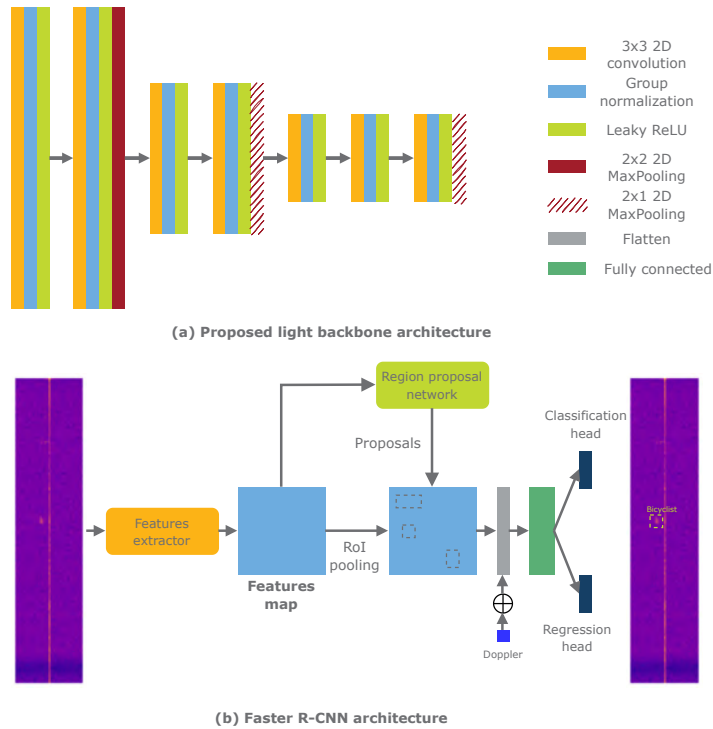 3x3 2D
convolution
Group
normalization
Leaky ReLU
2x2 2D
MaxPooling
2x1 2D
MaxPooling
Flatten
Fully connected
(a) Proposed light backbone architecture
Region proposal
network
Classification
head
Proposals
Bicyclist
Features
extractor
RoI
pooling
Features
map
Doppler
Regression
head
(b) Faster R-CNN architecture